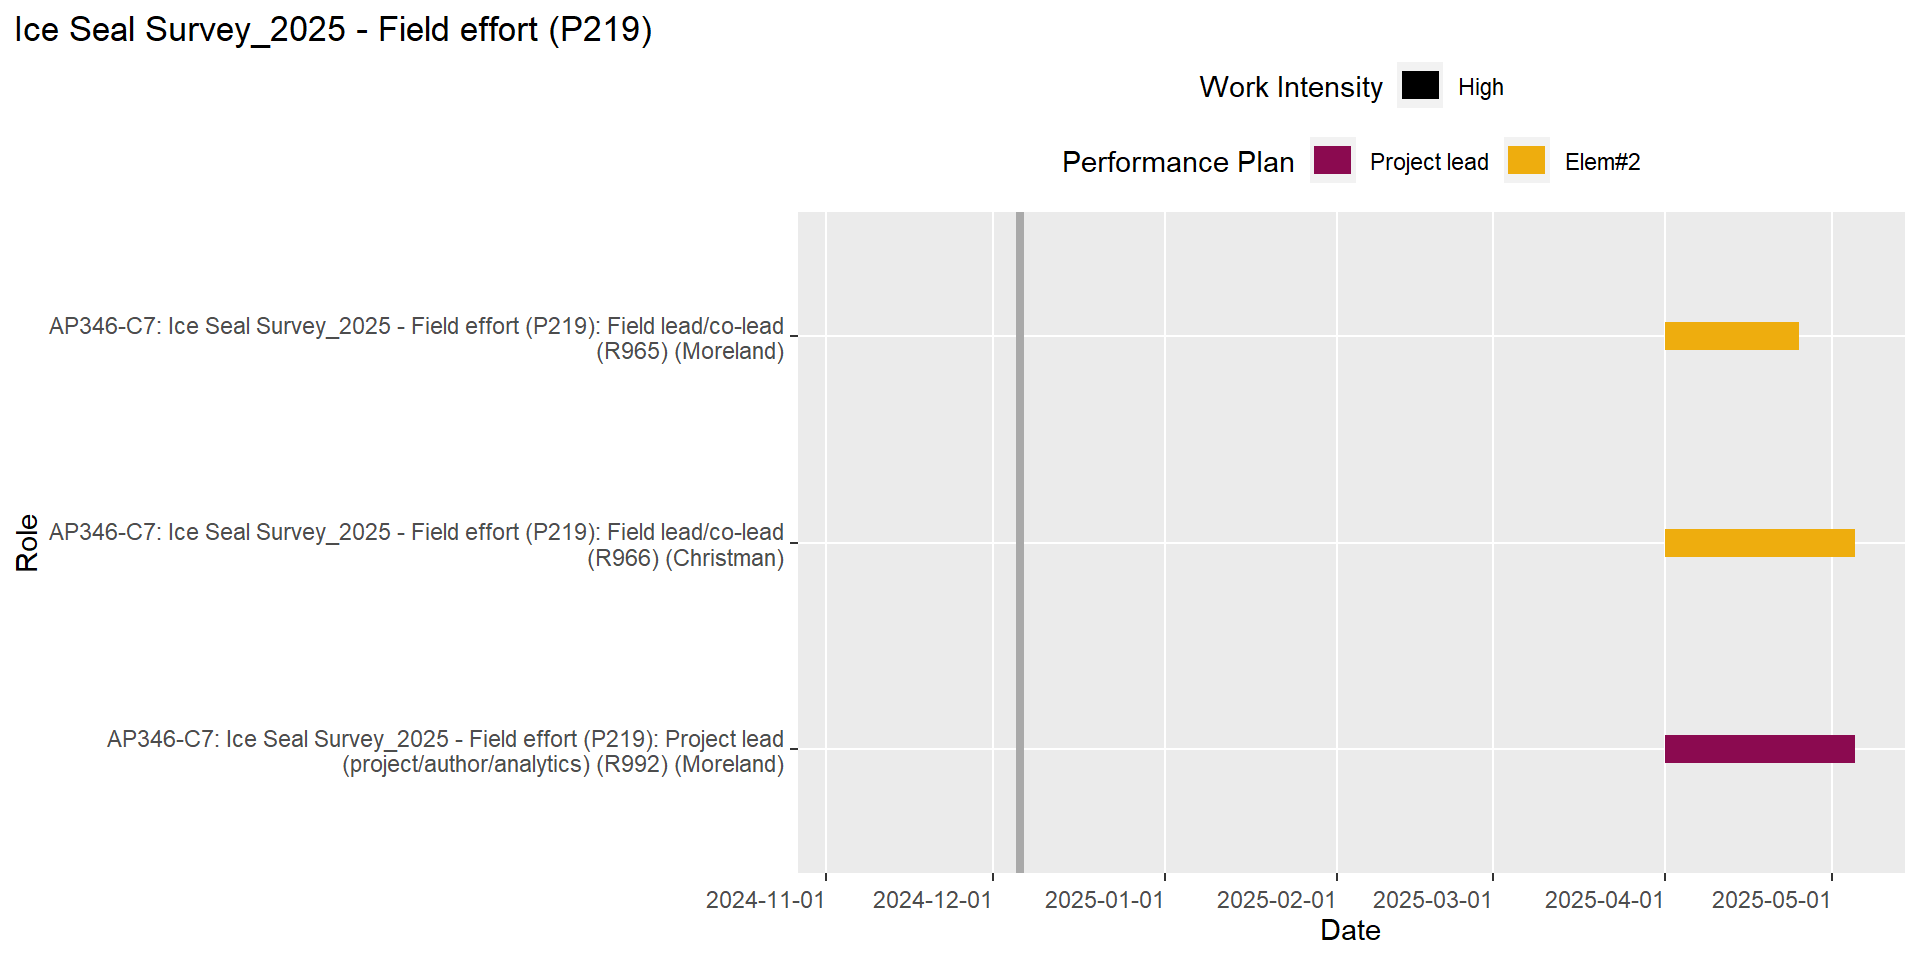 Ice Seal Survey_2025 - Field effort (P219)
Work Intensity High
Performance Plan Project lead Elem#2
AP346-C7: Ice Seal Survey_2025 - Field effort (P219): Field lead/co-lead
(R965) (Moreland)
AP346-C7: Ice Seal Survey_2025 - Field effort (P219): Field lead/co-lead
(R966) (Christman)
AP346-C7: Ice Seal Survey_2025 - Field effort (P219): Project lead
(project/author/analytics) (R992) (Moreland)
Role
2024-11-01 2024-12-01 2025-01-01 2025-02-01 2025-03-01 2025-04-01 2025-05-01
Date